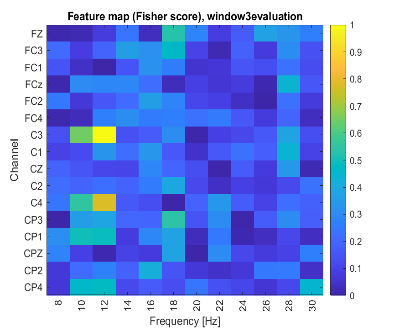 Feature map (Fisher score), window3evaluation
Channel
FZ
FC3
FC1
FCz
FC2
FC4
C3
C1
CZ
C2
C4
CP3
CP1
CPZ
CP2
CP4
8 10 12 14 16 18 20 22 24 26 28 30
Frequency [Hz]
1
0.9
0.8
0.7
0.6
0.5
0.4
0.3
0.2
0.1
0